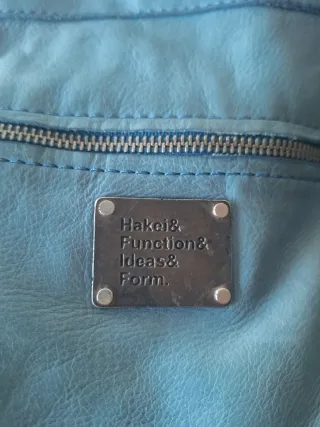 Hakei&
Function&
Ideas&
Form.